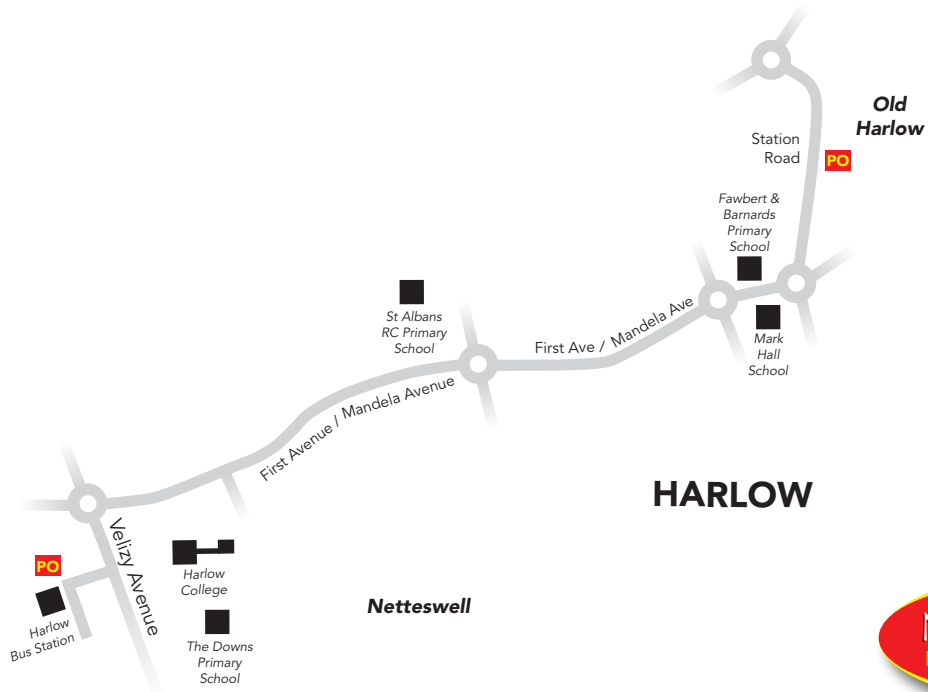 Old
Harlow
Station
Road
PO
Fawbert &
Barnards
Primary
School
St Albans
RC Primary
School
First Ave / Mandela Ave
Mark
Hall
School
First Avenue / Mandela Avenue
HARLOW
Velizy Avenue
PO
Harlow
College
Harlow
Bus Station
Netteswell
The Downs
Primary
School